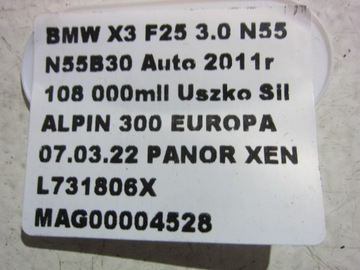 BMW X3 F25 3.0 N55
N55B30 Auto 2011r
108 000mil Uszko Sil
ALPIN 300 EUROPA
07.03.22 PANOR XEN
L731806X
MAG00004528